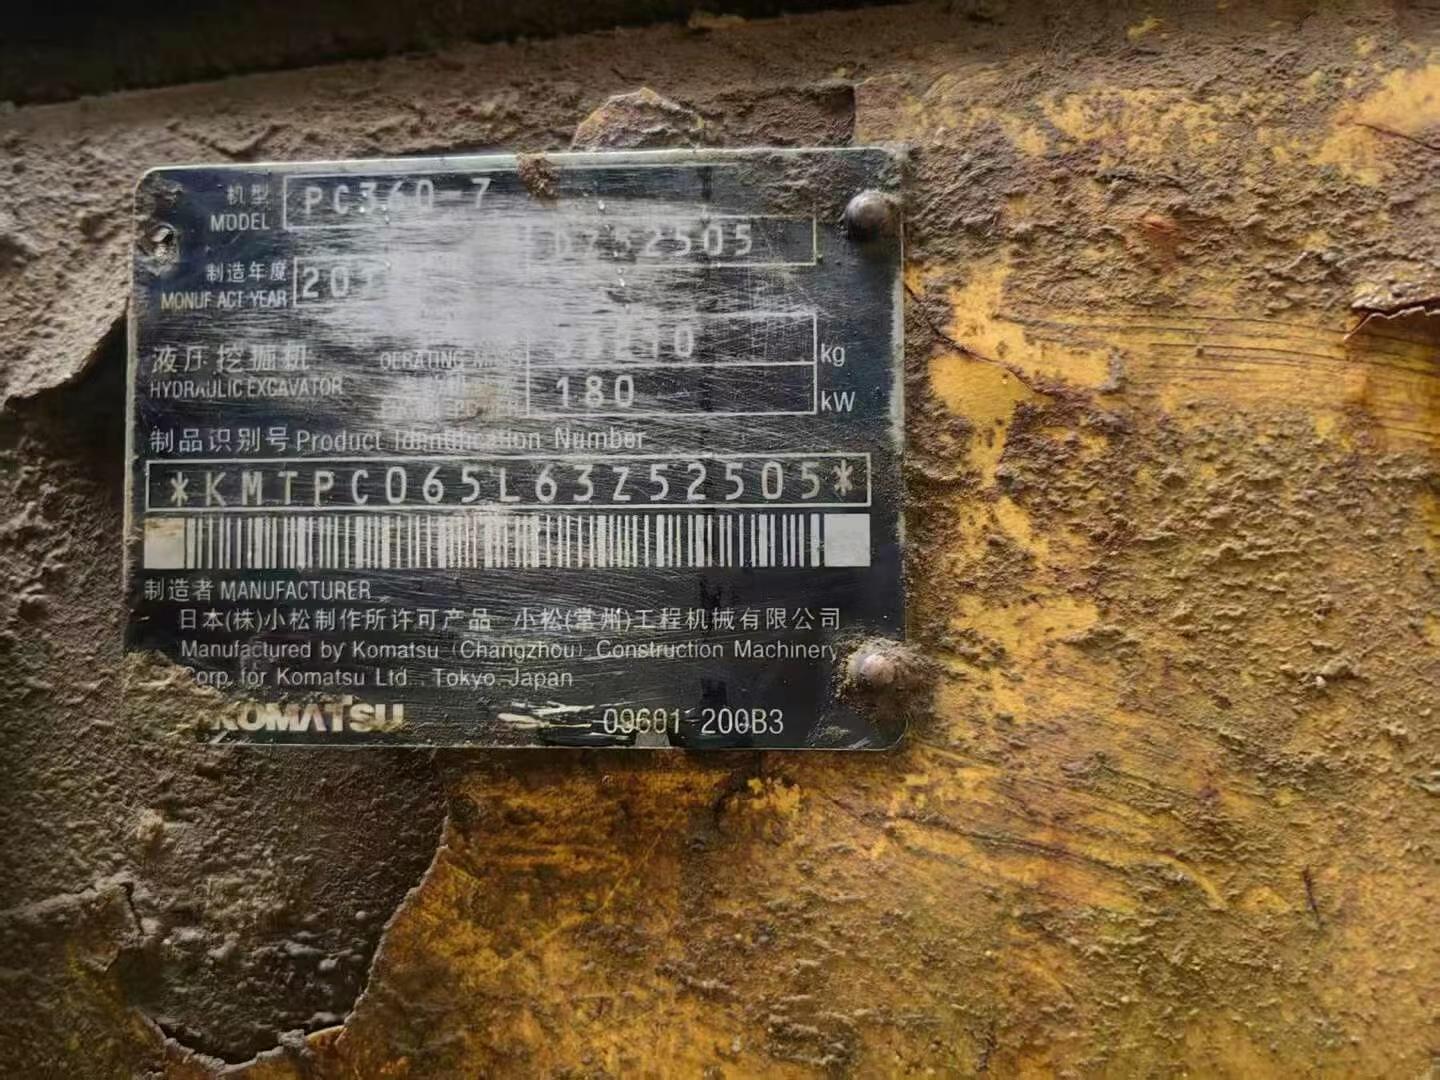 机型
MODEL PC360-7
DZ52505
制造年度
MONUF ACT YEAR
液压挖掘机 OERATING
HYDRAULIC EXCAVATOR
kg
180 kW
制品识别号 Product Identification Number
*KMTPC065L63Z52505*
制造者 MANUFACTURER
日本(株)小松制作所许可产品 小松(常州)工程机械有限公司
Manufactured by Komatsu (Changzhou) Construction Machinery
Corp. for Komatsu Ltd., Tokyo. Japan
KOMATSU 09601-200B3